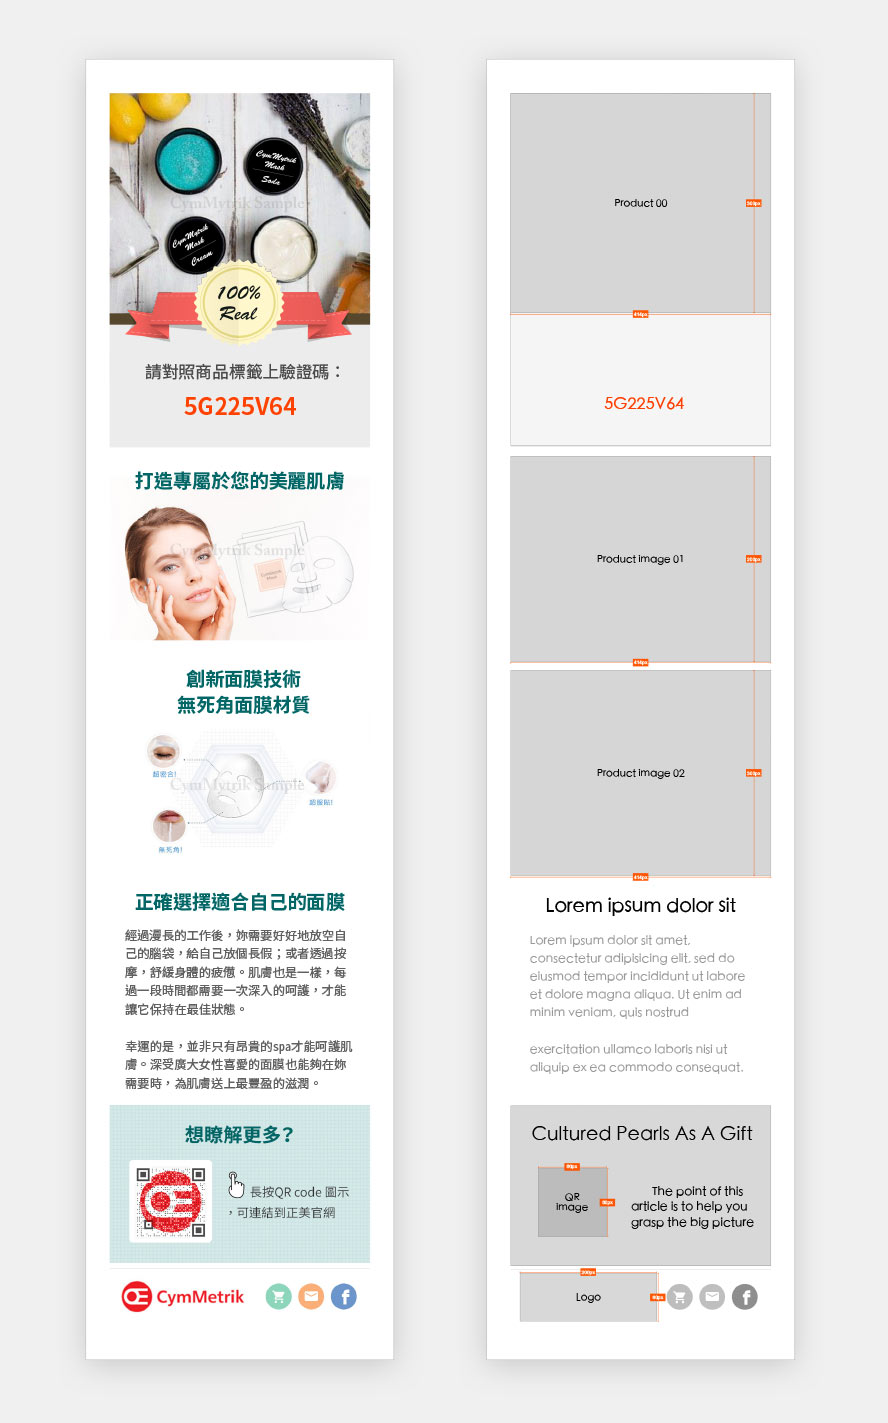 CymMytrik
Mask
Soda
CymMytrik Sample
CymMytrik
Mask
Cream
100%
Real
請對照商品標籤上驗證碼：
5G225V64
打造專屬於您的美麗肌膚
CymMytrik Sample
CymMetrik
Mask
創新面膜技術
無死角面膜材質
超密合!
CymMytrik Sample
超服貼!
無死角!
正確選擇適合自己的面膜
經過漫長的工作後，妳需要好好地放空自
己的腦袋，給自己放個長假；或者透過按
摩，舒緩身體的疲憊。肌膚也是一樣，每
過一段時間都需要一次深入的呵護，才能
讓它保持在最佳狀態。
幸運的是，並非只有昂貴的spa才能呵護肌
膚。深受廣大女性喜愛的面膜也能夠在妳
需要時，為肌膚送上最豐盈的滋潤。
想瞭解更多?
長按QR code 圖示
，可連結到正美官網
CymMetrik
Product 00
414px
5G225V64
Product image 01
414px
Product image 02
414px
Lorem ipsum dolor sit
Lorem ipsum dolor sit amet,
consectetur adipisicing elit, sed do
eiusmod tempor incididunt ut labore
et dolore magna aliqua. Ut enim ad
minim veniam, quis nostrud
exercitation ullamco laboris nisi ut
aliquip ex ea commodo consequat.
Cultured Pearls As A Gift
QR
image
The point of this
article is to help you
grasp the big picture
Logo